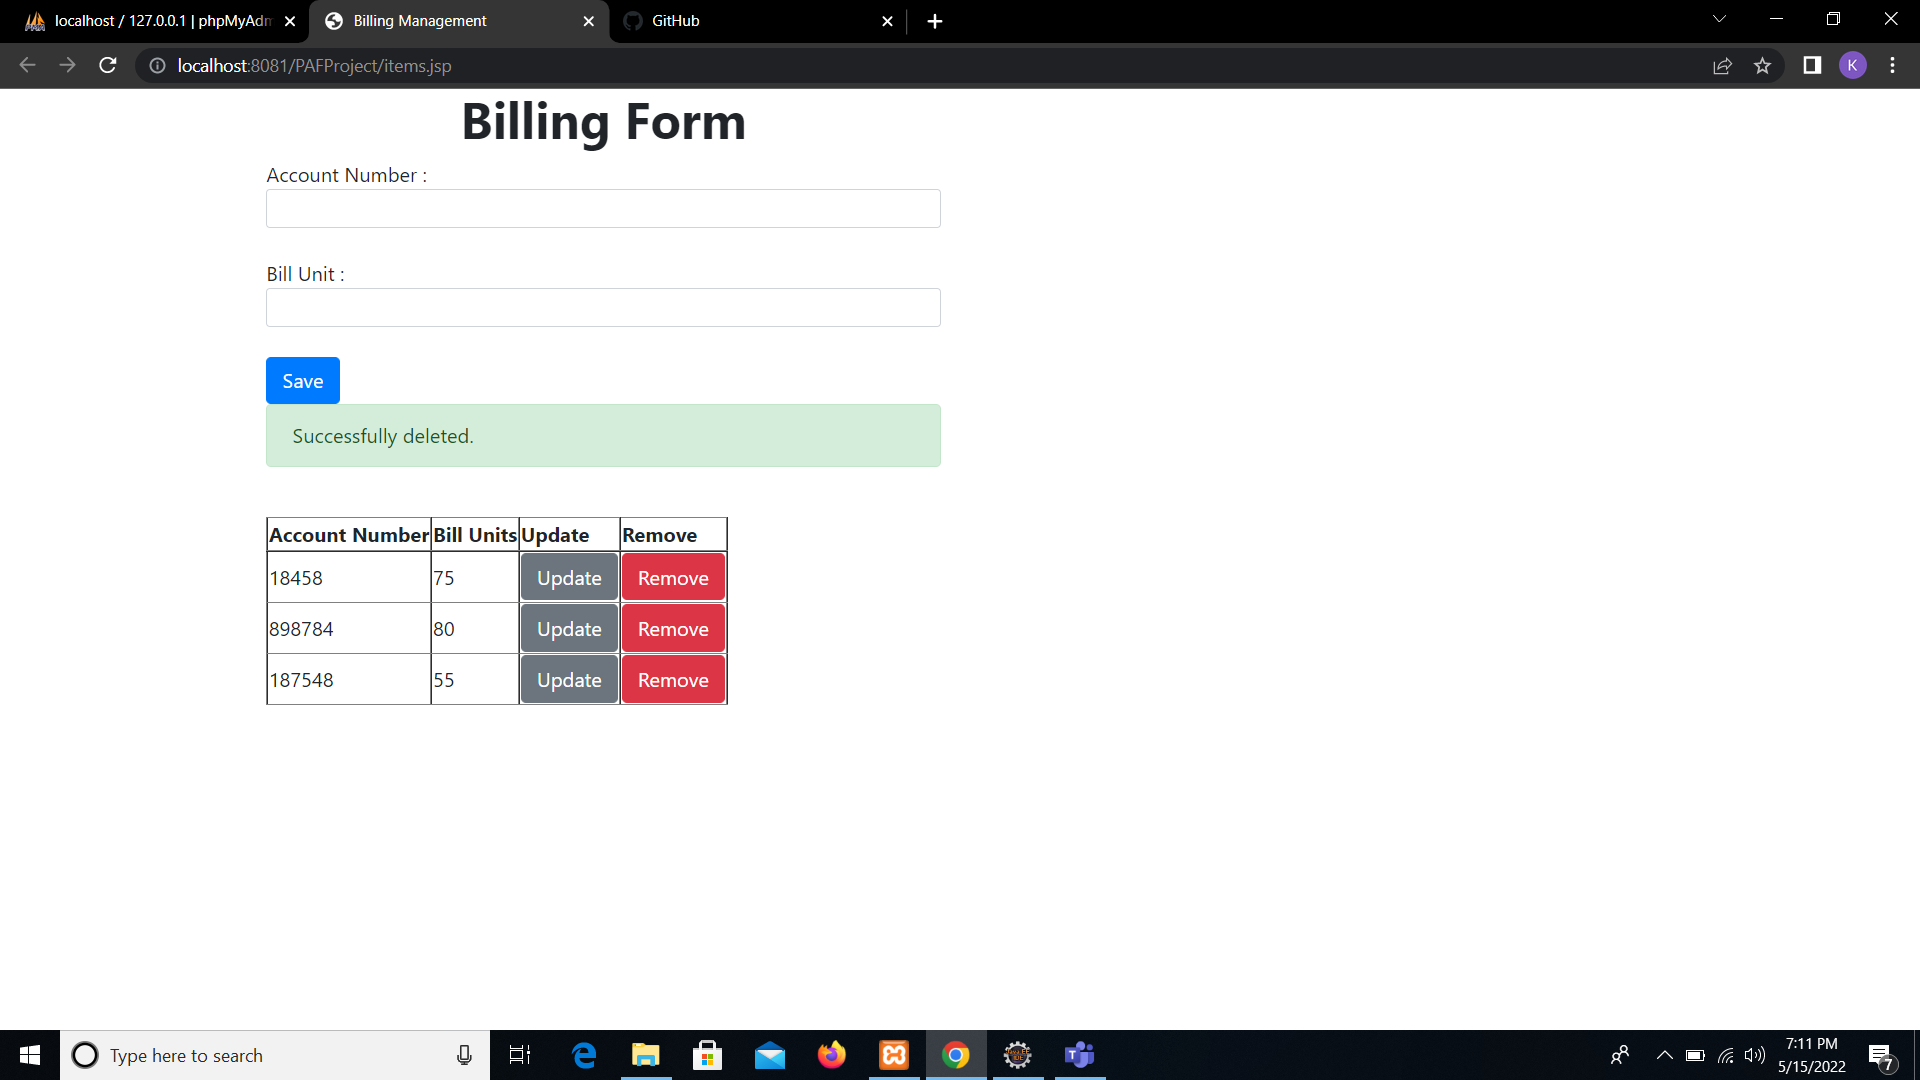 localhost / 127.0.0.1 | phpMyAdm
Billing Management
GitHub
localhost:8081/PAFProject/items.jsp
K
Billing Form
Account Number :
Bill Unit :
Save
Successfully deleted.
Account Number Bill Units Update Remove
18458 75 Update Remove
898784 80 Update Remove
187548 55 Update Remove
Type here to search
7:11 PM
5/15/2022
7